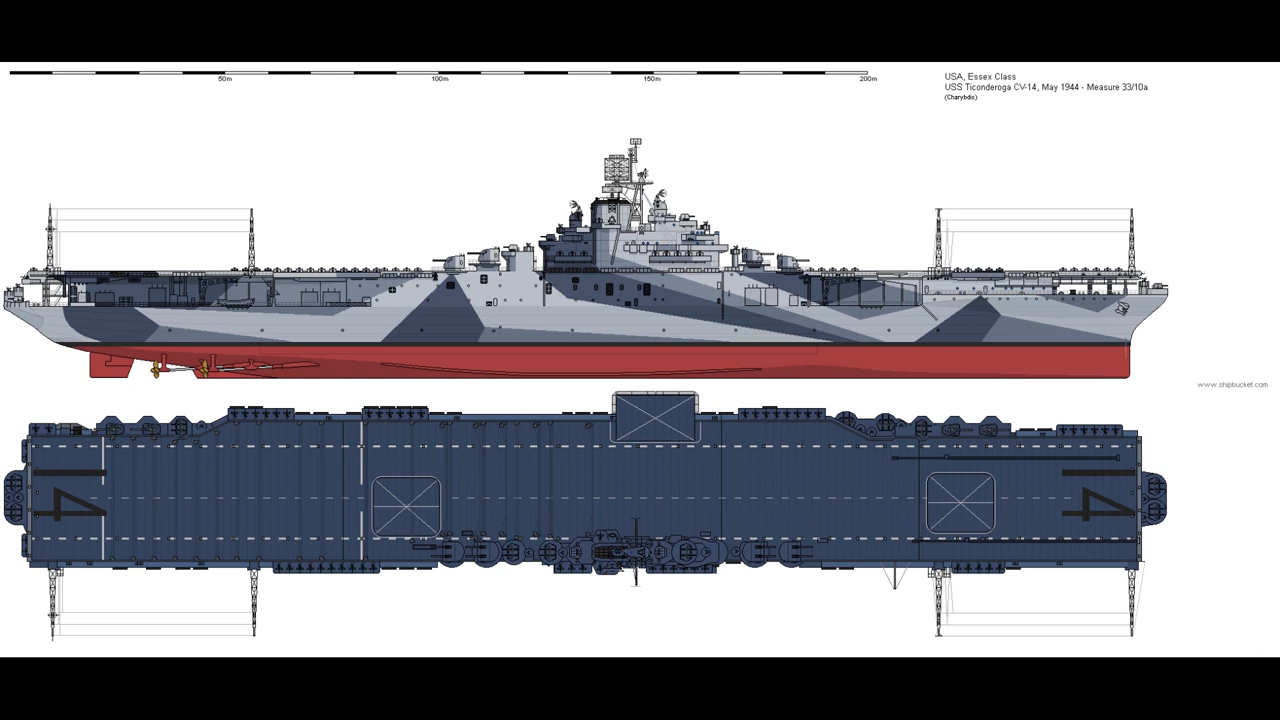 50m
100m
150m
200m
USA, Essex Class
USS Ticonderoga CV-14, May 1944 - Measure 33/10a
(Charybdis)
www.shipbucket.com
14
14